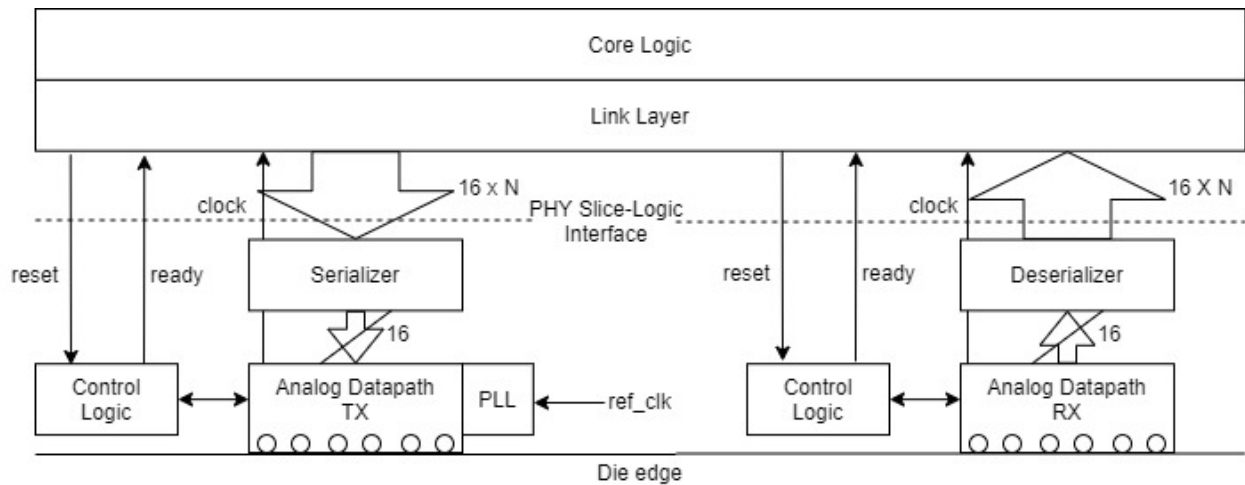 Core Logic
Link Layer
16 x N
16 X N
clock
PHY Slice-Logic
Interface
clock
reset
ready
Serializer
reset
ready
Deserializer
16
16
Control
Logic
Analog Datapath
TX
PLL
ref_clk
Control
Logic
Analog Datapath
RX
Die edge